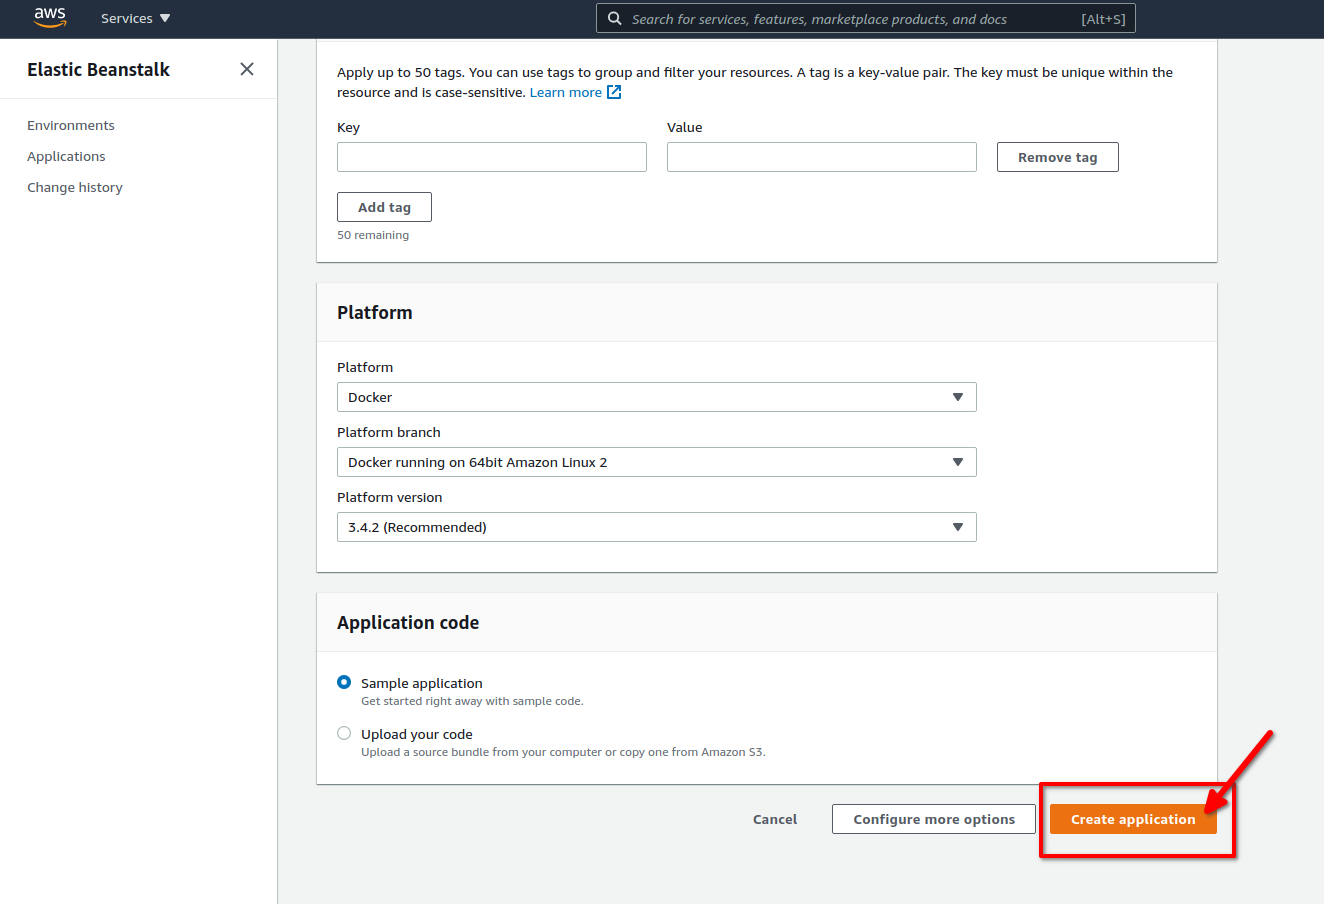 aws
Services
Search for services, features, marketplace products, and docs
[Alt+S]
Elastic Beanstalk
Environments
Applications
Change history
Apply up to 50 tags. You can use tags to group and filter your resources. A tag is a key-value pair. The key must be unique within the
resource and is case-sensitive. Learn more
Key
Value
Remove tag
Add tag
50 remaining
Platform
Platform
Docker
Platform branch
Docker running on 64bit Amazon Linux 2
Platform version
3.4.2 (Recommended)
Application code
Sample application
Get started right away with sample code.
Upload your code
Upload a source bundle from your computer or copy one from Amazon S3.
Cancel
Configure more options
Create application